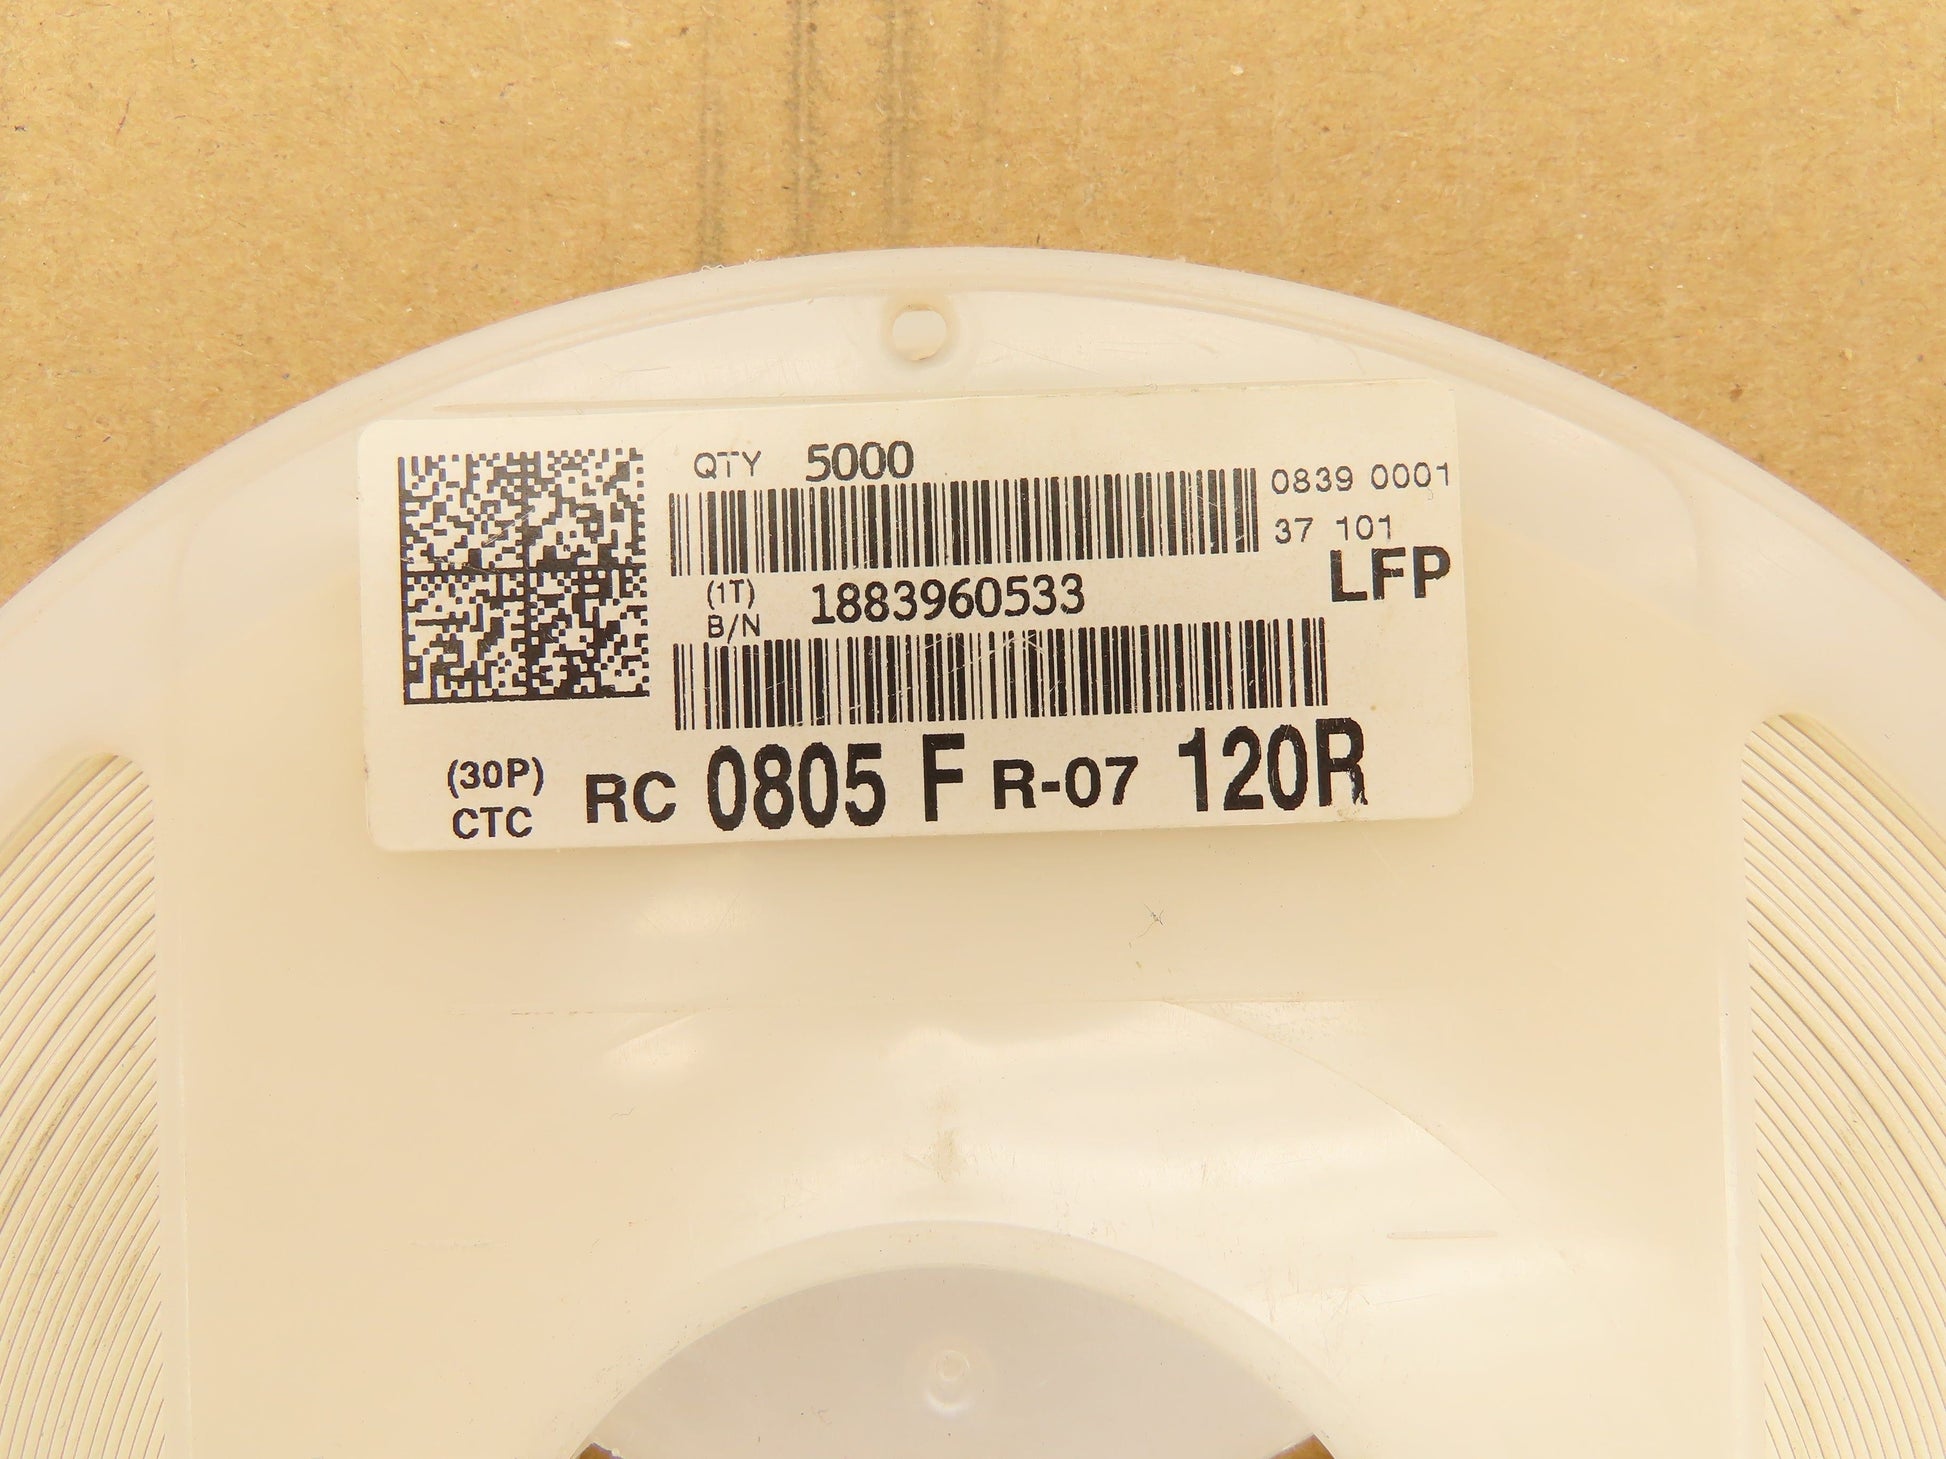 QTY 5000
0839 0001
37 101
LFP
(1T)
B/N 1883960533
(30P)
CTC RC 0805 F R-07 120R